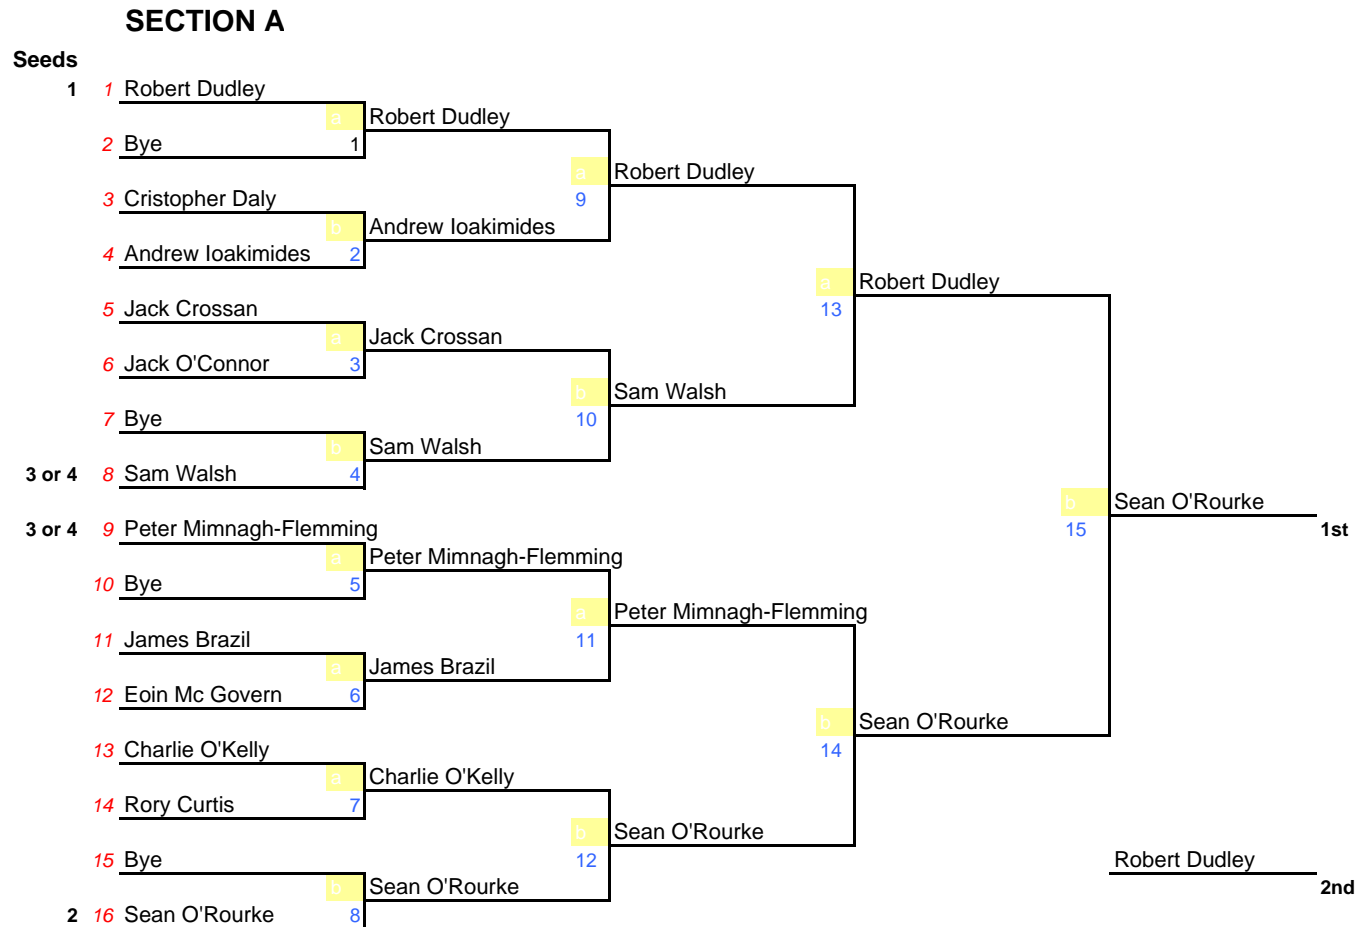 SECTION A
Seeds
1 1 Robert Dudley
a Robert Dudley
2 Bye 1
a Robert Dudley
3 Cristopher Daly 9
b Andrew Ioakimides
4 Andrew Ioakimides 2
a Robert Dudley
5 Jack Crossan 13
a Jack Crossan
6 Jack O'Connor 3
b Sam Walsh
7 Bye 10
b Sam Walsh
3 or 4 8 Sam Walsh 4
b Sean O'Rourke
3 or 4 9 Peter Mimnagh-Flemming 15 1st
a Peter Mimnagh-Flemming
10 Bye 5
a Peter Mimnagh-Flemming
11 James Brazil 11
a James Brazil
12 Eoin Mc Govern 6
b Sean O'Rourke
13 Charlie O'Kelly 14
a Charlie O'Kelly
14 Rory Curtis 7
b Sean O'Rourke
15 Bye 12 Robert Dudley
b Sean O'Rourke 2nd
2 16 Sean O'Rourke 8